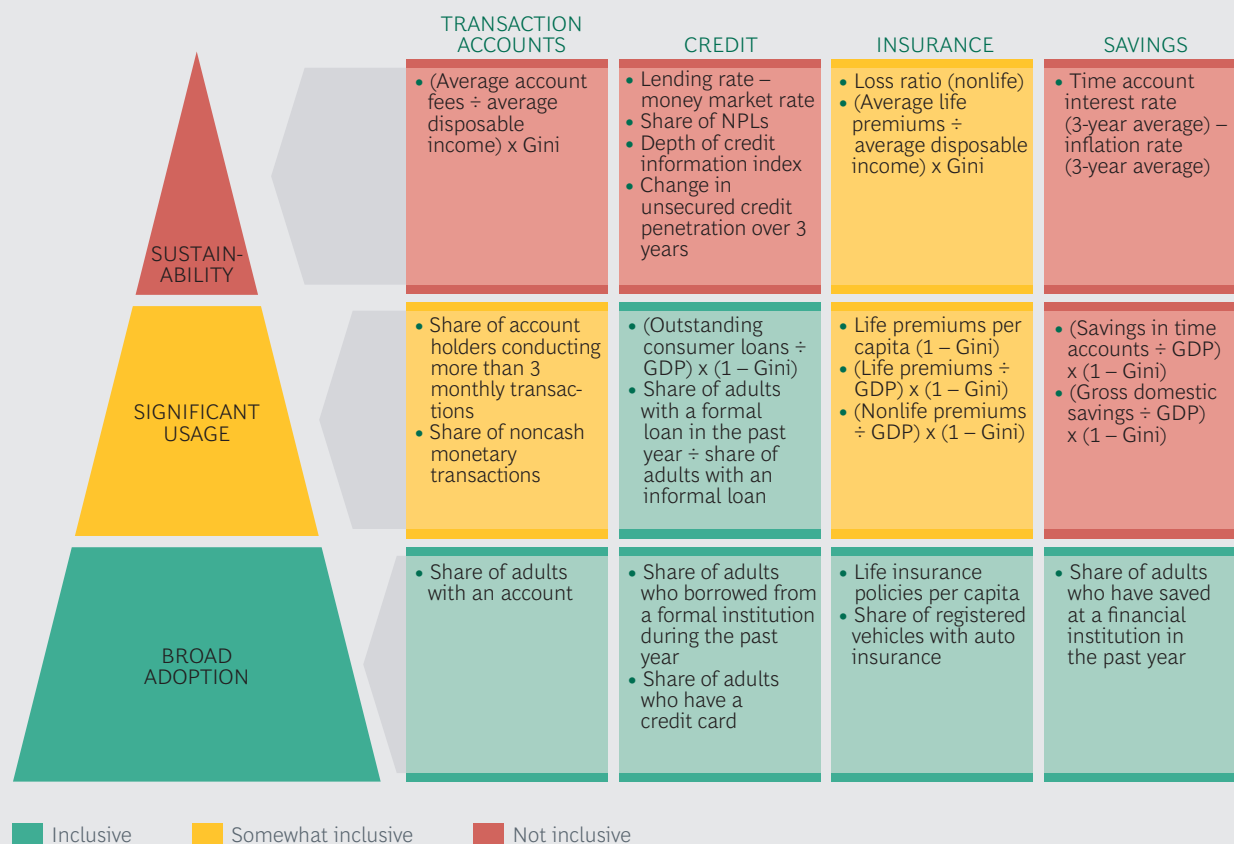 TRANSACTION
ACCOUNTS
CREDIT
INSURANCE
SAVINGS
SUSTAIN-
ABILITY
• (Average account
fees ÷ average
disposable
income) x Gini
• Lending rate –
money market rate
• Share of NPLs
• Depth of credit
information index
• Change in
unsecured credit
penetration over 3
years
• Loss ratio (nonlife)
• (Average life
premiums ÷
average disposable
income) x Gini
• Time account
interest rate
(3-year average) –
inflation rate
(3-year average)
SIGNIFICANT
USAGE
• Share of account
holders conducting
more than 3
monthly transac-
tions
• Share of noncash
monetary
transactions
• (Outstanding
consumer loans ÷
GDP) x (1 – Gini)
• Share of adults
with a formal
loan in the past
year ÷ share of
adults with an
informal loan
• Life premiums per
capita (1 – Gini)
• (Life premiums ÷
GDP) x (1 – Gini)
• (Nonlife premiums
÷ GDP) x (1 – Gini)
• (Savings in time
accounts ÷ GDP)
x (1 – Gini)
• (Gross domestic
savings ÷ GDP)
x (1 – Gini)
BROAD
ADOPTION
• Share of adults
with an account
• Share of adults
who borrowed from
a formal institution
during the past
year
• Share of adults
who have a
credit card
• Life insurance
policies per capita
• Share of registered
vehicles with auto
insurance
• Share of adults
who have saved
at a financial
institution in
the past year
Inclusive
Somewhat inclusive
Not inclusive